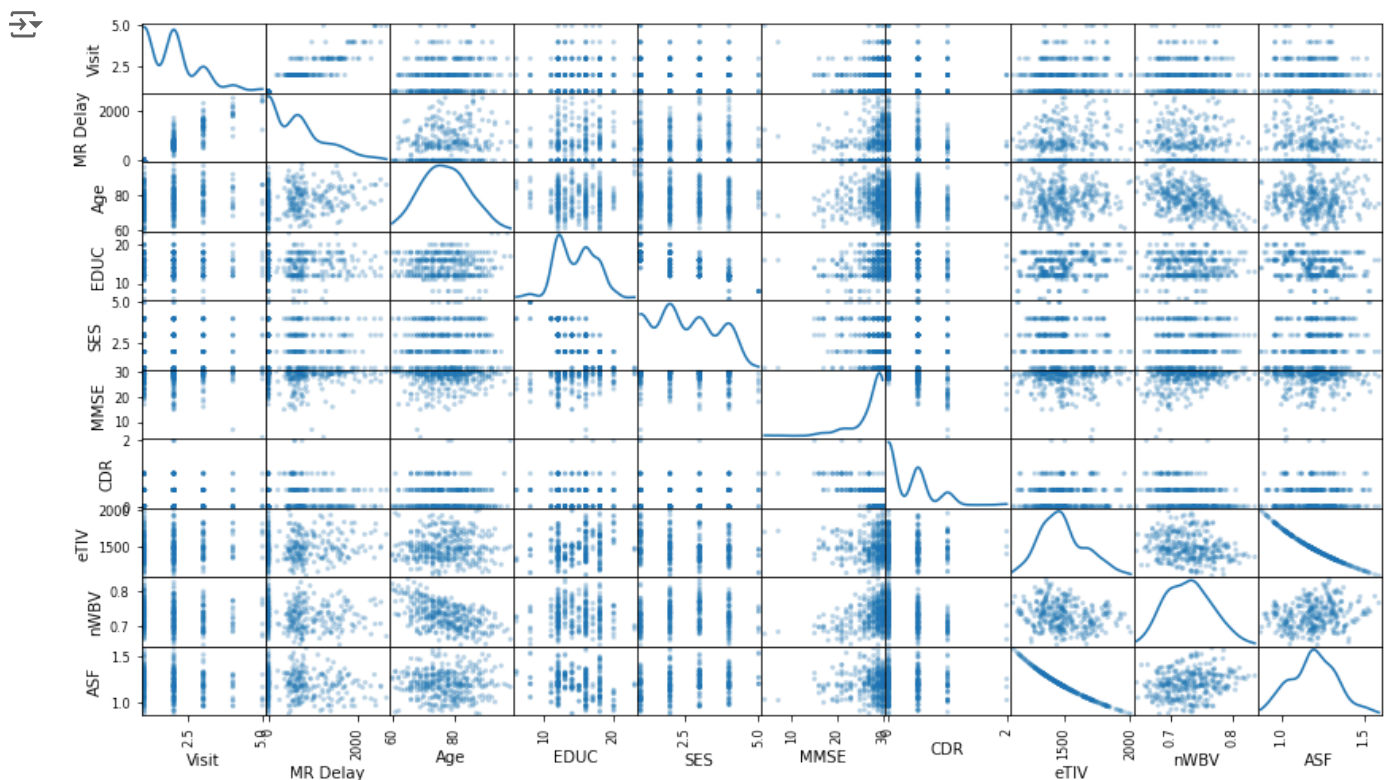 5.0
2.5
Visit
2000
0
MR Delay
80
60
Age
20
10
EDUC
5.0
2.5
SES
30
20
10
MMSE
2
0
CDR
2000
1500
eTIV
0.8
0.7
nWBV
1.5
1.0
ASF
2.5 5.0 0 2000 60 80 10 20 2.5 5.0 10 20 30 0 2 1500 2000 0.7 0.8 1.0 1.5
Visit MR Delay Age EDUC SES MMSE CDR eTIV nWBV ASF